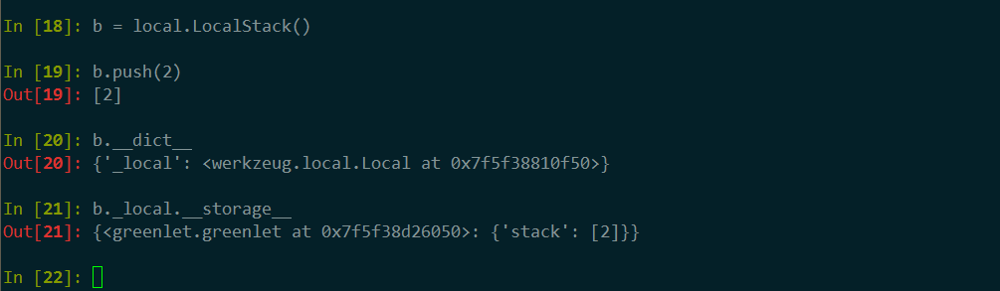 In [18]: b = local.LocalStack()
In [19]: b.push(2)
Out[19]: [2]
In [20]: b.__dict__
Out[20]: {'_local': <werkzeug.local.Local at 0x7f5f38810f50>}
In [21]: b._local.__storage__
Out[21]: {<greenlet.greenlet at 0x7f5f38d26050>: {'stack': [2]}}
In [22]: